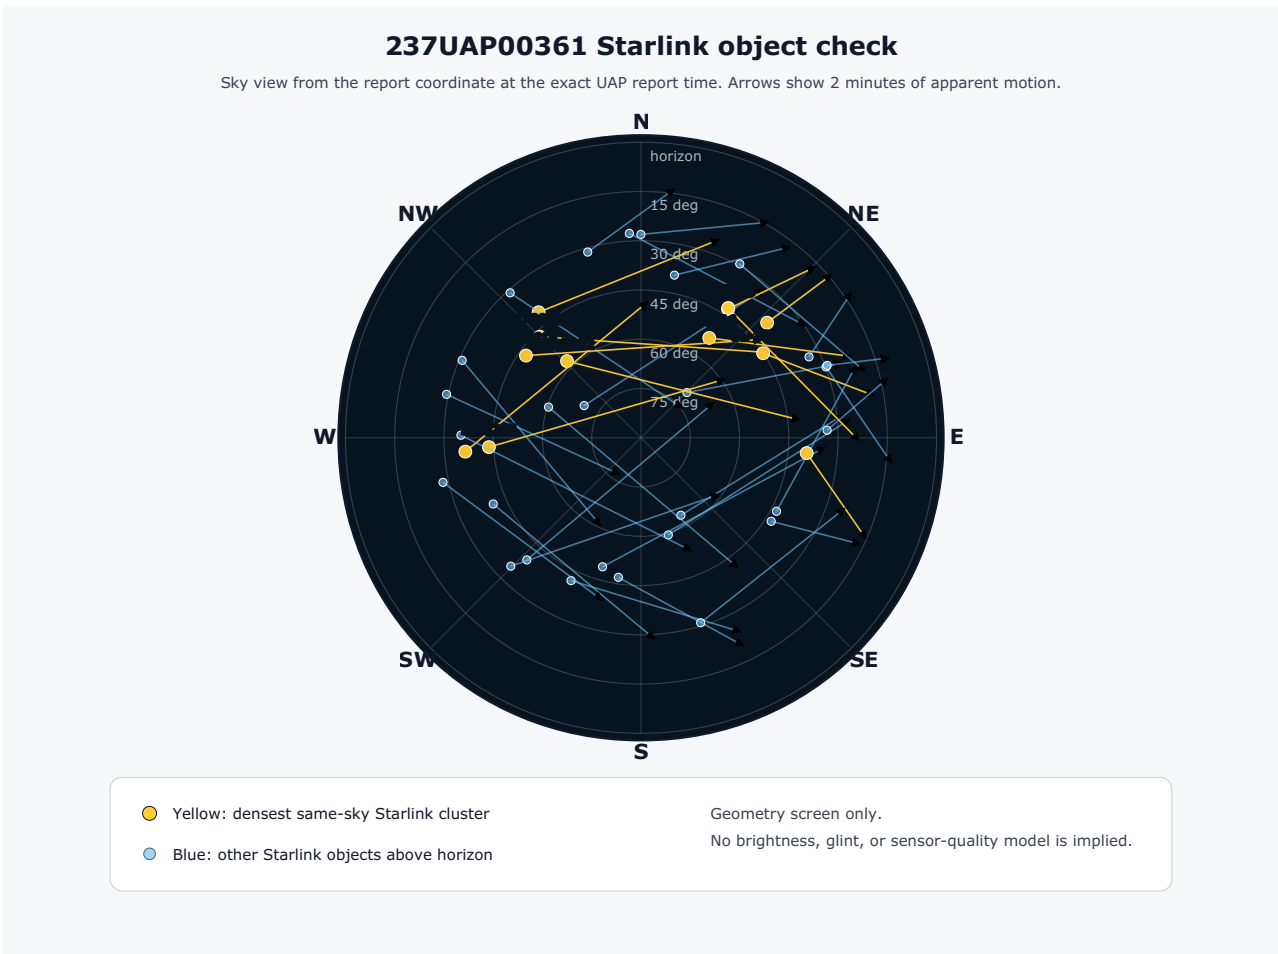 237UAP00361 Starlink object check
Sky view from the report coordinate at the exact UAP report time. Arrows show 2 minutes of apparent motion.
N
horizon
15 deg
NW
NE
30 deg
45 deg
60 deg
75 deg
W
E
SW
SE
S
Yellow: densest same-sky Starlink cluster
Geometry screen only.
No brightness, glint, or sensor-quality model is implied.
Blue: other Starlink objects above horizon